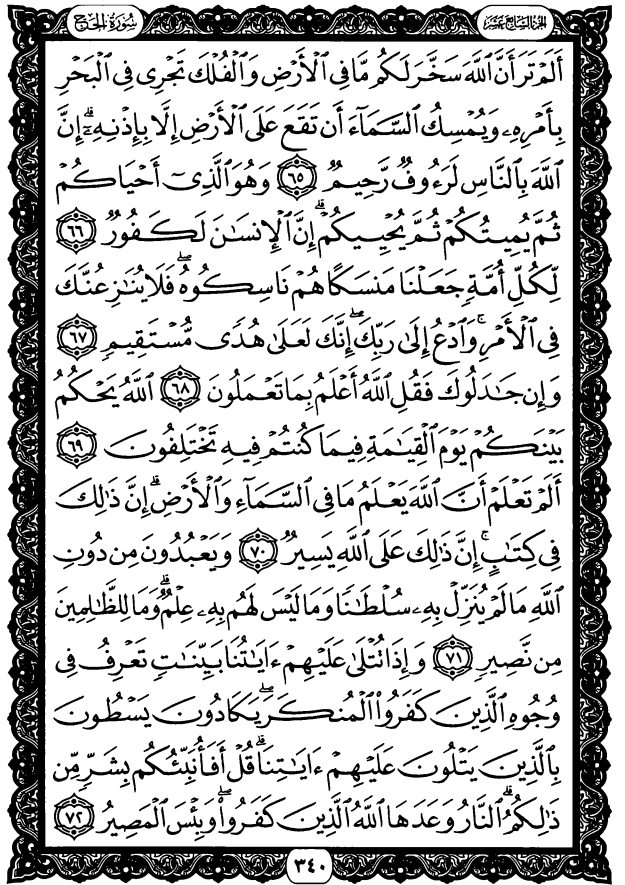 الجزء السابع عشر
سُورَةُ الحَجّ
أَلَمْ تَرَ أَنَّ ٱللَّهَ سَخَّرَ لَكُم مَّا فِي ٱلْأَرْضِ وَٱلْفُلْكَ تَجْرِي فِي ٱلْبَحْرِ
بِأَمْرِهِۦ وَيُمْسِكُ ٱلسَّمَآءَ أَن تَقَعَ عَلَى ٱلْأَرْضِ إِلَّا بِإِذْنِهِۦٓ ۗ إِنَّ
ٱللَّهَ بِٱلنَّاسِ لَرَءُوفٌ رَّحِيمٌ ٦٥ وَهُوَ ٱلَّذِىٓ أَحْيَاكُمْ
ثُمَّ يُمِيتُكُمْ ثُمَّ يُحْيِيكُمْ ۗ إِنَّ ٱلْإِنسَٰنَ لَكَفُورٌ ٦٦
لِّكُلِّ أُمَّةٍ جَعَلْنَا مَنسَكًا هُمْ نَاسِكُوهُ ۖ فَلَا يُنَٰزِعُنَّكَ
فِي ٱلْأَمْرِ ۚ وَٱدْعُ إِلَىٰ رَبِّكَ ۖ إِنَّكَ لَعَلَىٰ هُدًى مُّسْتَقِيمٍ ٦٧
وَإِن جَٰدَلُوكَ فَقُلِ ٱللَّهُ أَعْلَمُ بِمَا تَعْمَلُونَ ٦٨ ٱللَّهُ يَحْكُمُ
بَيْنَكُمْ يَوْمَ ٱلْقِيَٰمَةِ فِيمَا كُنتُمْ فِيهِ تَخْتَلِفُونَ ٦٩
أَلَمْ تَعْلَمْ أَنَّ ٱللَّهَ يَعْلَمُ مَا فِي ٱلسَّمَآءِ وَٱلْأَرْضِ ۗ إِنَّ ذَٰلِكَ
فِي كِتَٰبٍ ۚ إِنَّ ذَٰلِكَ عَلَى ٱللَّهِ يَسِيرٌ ٧٠ وَيَعْبُدُونَ مِن دُونِ
ٱللَّهِ مَا لَمْ يُنَزِّلْ بِهِۦ سُلْطَٰنًا وَمَا لَيْسَ لَهُم بِهِۦ عِلْمٌ ۗ وَمَا لِلظَّٰلِمِينَ
مِن نَّصِيرٍ ٧١ وَإِذَا تُتْلَىٰ عَلَيْهِمْ ءَايَٰتُنَا بَيِّنَٰتٍ تَعْرِفُ فِي
وُجُوهِ ٱلَّذِينَ كَفَرُوا۟ ٱلْمُنكَرَ ۖ يَكَادُونَ يَسْطُونَ
بِٱلَّذِينَ يَتْلُونَ عَلَيْهِمْ ءَايَٰتِنَا ۗ قُلْ أَفَأُنَبِّئُكُم بِشَرٍّ مِّن
ذَٰلِكُمُ ۗ ٱلنَّارُ وَعَدَهَا ٱللَّهُ ٱلَّذِينَ كَفَرُوا۟ ۖ وَبِئْسَ ٱلْمَصِيرُ ٧٢
٣٤٠